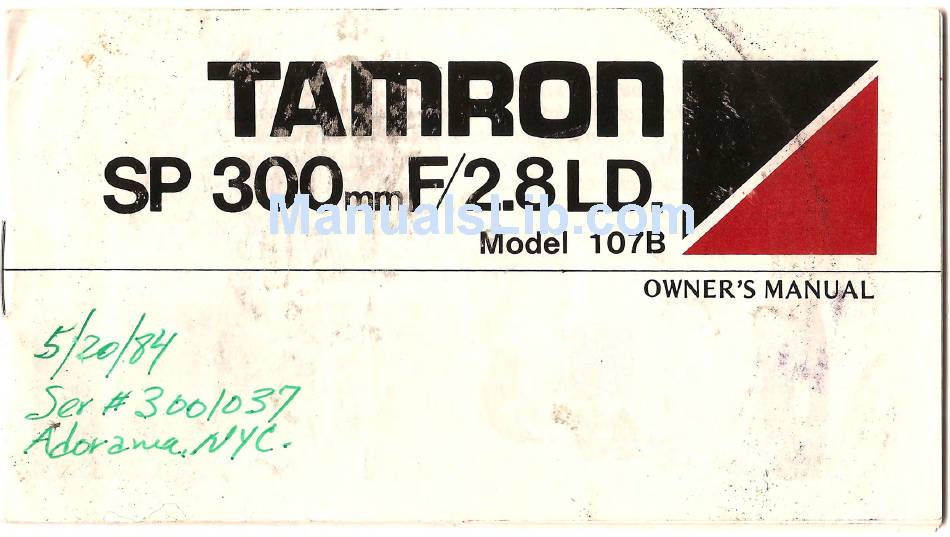 TAMRON
SP 300mm F/2.8 LD.
ManualsLib.com
Model 107B
OWNER'S MANUAL
5/20/84
Ser # 3001037
Adorama, NYC.